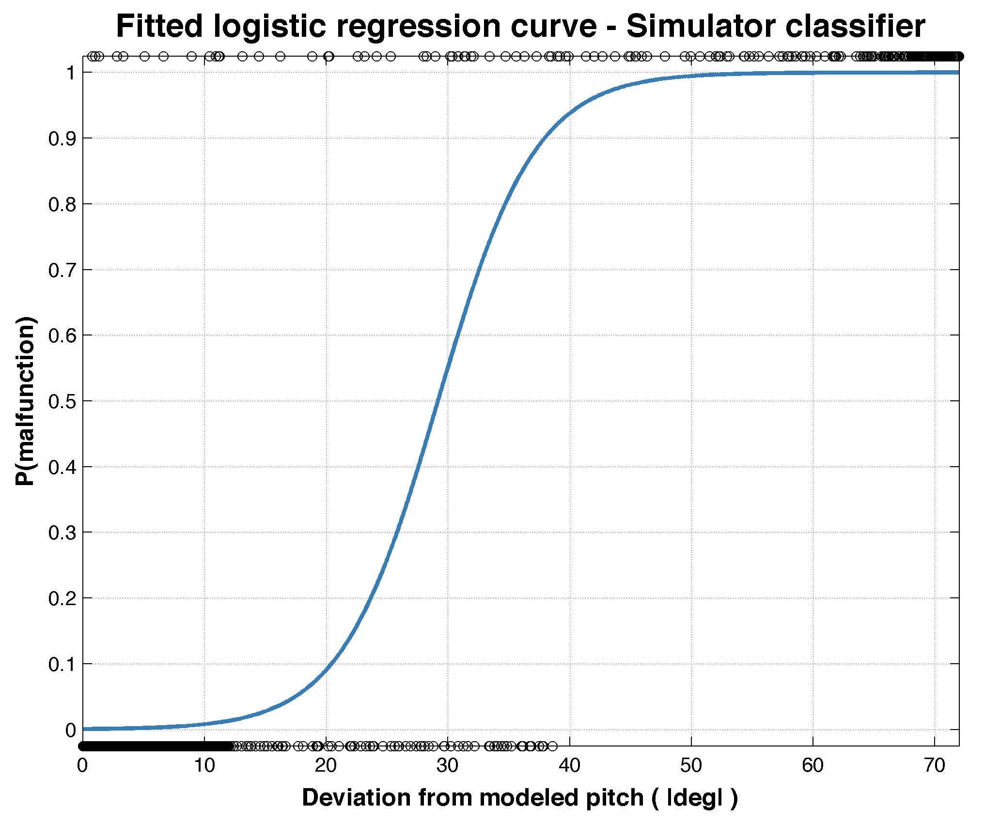 Fitted logistic regression curve - Simulator classifier
1
0.9
0.8
0.7
0.6
0.5
0.4
0.3
0.2
0.1
0
P(malfunction)
0 10 20 30 40 50 60 70
Deviation from modeled pitch ( |deg| )